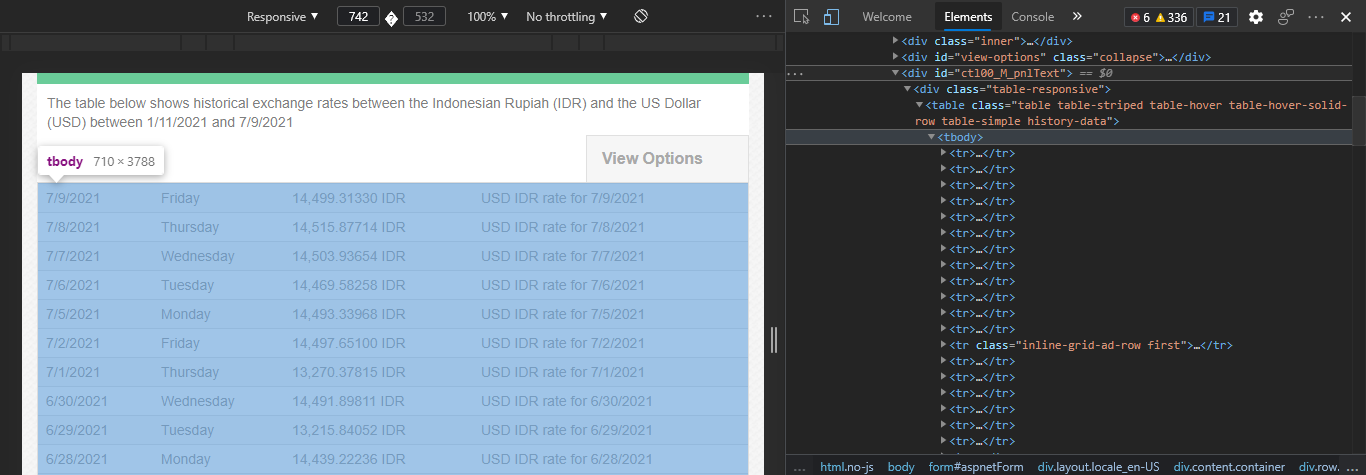 Responsive ▼ 742 532 100% ▼ No throttling ▼ ...
Welcome Elements Console » 6 336 21 ... ✕
The table below shows historical exchange rates between the Indonesian Rupiah (IDR) and the US Dollar
(USD) between 1/11/2021 and 7/9/2021
tbody 710 × 3788
View Options
7/9/2021 Friday 14,499.31330 IDR USD IDR rate for 7/9/2021
7/8/2021 Thursday 14,515.87714 IDR USD IDR rate for 7/8/2021
7/7/2021 Wednesday 14,503.93654 IDR USD IDR rate for 7/7/2021
7/6/2021 Tuesday 14,469.58258 IDR USD IDR rate for 7/6/2021
7/5/2021 Monday 14,493.33968 IDR USD IDR rate for 7/5/2021
7/2/2021 Friday 14,497.65100 IDR USD IDR rate for 7/2/2021
7/1/2021 Thursday 13,270.37815 IDR USD IDR rate for 7/1/2021
6/30/2021 Wednesday 14,491.89811 IDR USD IDR rate for 6/30/2021
6/29/2021 Tuesday 13,215.84052 IDR USD IDR rate for 6/29/2021
6/28/2021 Monday 14,439.22236 IDR USD IDR rate for 6/28/2021
▶<div class="inner">…</div>
▶<div id="view-options" class="collapse">…</div>
... ▼<div id="ctl00_M_pnlText"> == $0
▼<div class="table-responsive">
▼<table class="table table-striped table-hover table-hover-solid-
row table-simple history-data">
▼<tbody>
▶<tr>…</tr>
▶<tr>…</tr>
▶<tr>…</tr>
▶<tr>…</tr>
▶<tr>…</tr>
▶<tr>…</tr>
▶<tr>…</tr>
▶<tr>…</tr>
▶<tr>…</tr>
▶<tr>…</tr>
▶<tr>…</tr>
▶<tr>…</tr>
▶<tr class="inline-grid-ad-row first">…</tr>
▶<tr>…</tr>
▶<tr>…</tr>
▶<tr>…</tr>
▶<tr>…</tr>
▶<tr>…</tr>
▶<tr>…</tr>
... html.no-js body form#aspnetForm div.layout.locale_en-US div.content.container div.row. ...